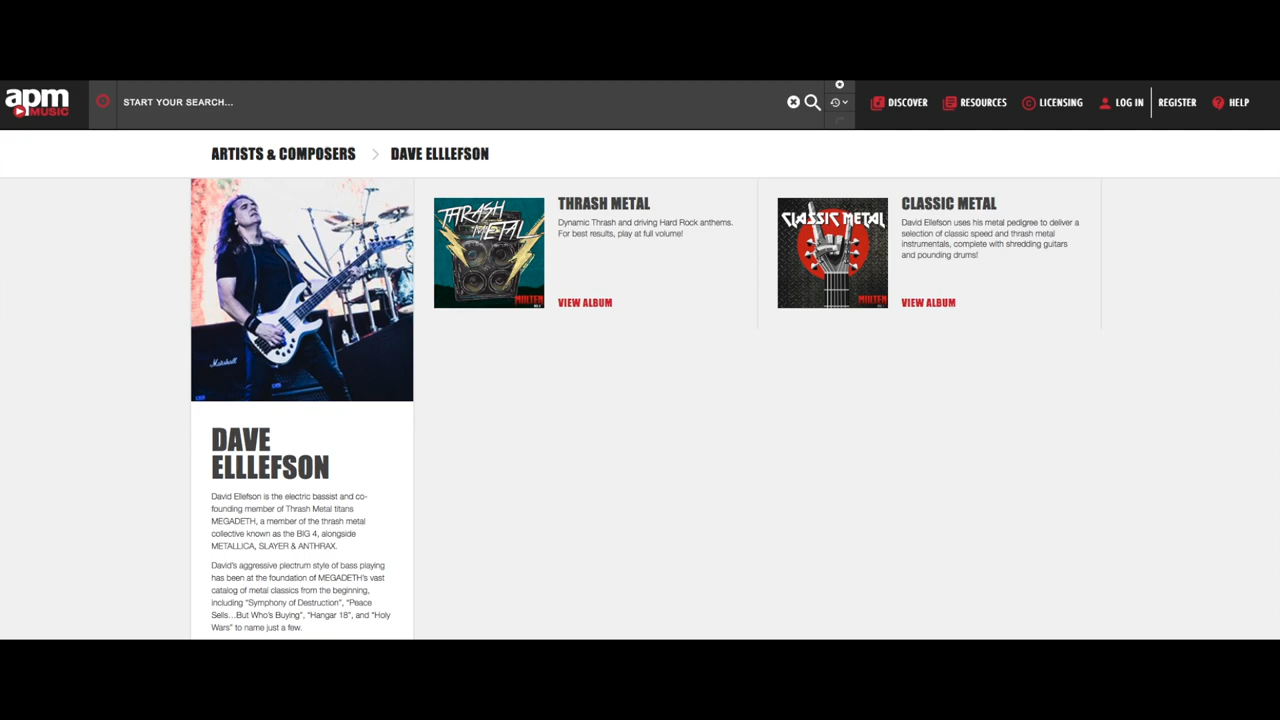 apm
MUSIC
START YOUR SEARCH...
DISCOVER
RESOURCES
LICENSING
LOG IN
REGISTER
HELP
ARTISTS & COMPOSERS
DAVE ELLLEFSON
Marshall
THRASH
METAL
MOLTEN
THRASH METAL
Dynamic Thrash and driving Hard Rock anthems.
For best results, play at full volume!
VIEW ALBUM
CLASSIC METAL
MOLTEN
CLASSIC METAL
David Ellefson uses his metal pedigree to deliver a
selection of classic speed and thrash metal
instrumentals, complete with shredding guitars
and pounding drums!
VIEW ALBUM
DAVE
ELLLEFSON
David Ellefson is the electric bassist and co-
founding member of Thrash Metal titans
MEGADETH, a member of the thrash metal
collective known as the BIG 4, alongside
METALLICA, SLAYER & ANTHRAX.
David's aggressive plectrum style of bass playing
has been at the foundation of MEGADETH's vast
catalog of metal classics from the beginning,
including "Symphony of Destruction", "Peace
Sells...But Who's Buying", "Hangar 18", and "Holy
Wars" to name just a few.